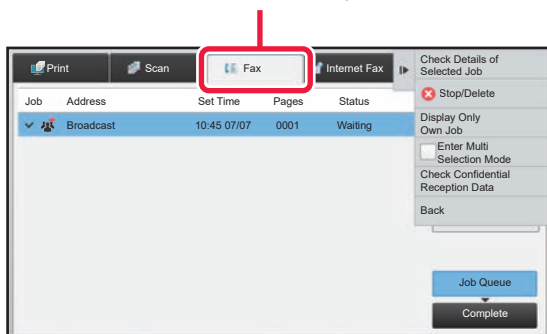 Print Scan Fax Internet Fax
Check Details of
Selected Job
Job Address Set Time Pages Status
Stop/Delete
Broadcast 10:45 07/07 0001 Waiting
Display Only
Own Job
Enter Multi
Selection Mode
Check Confidential
Reception Data
Back
Job Queue
Complete